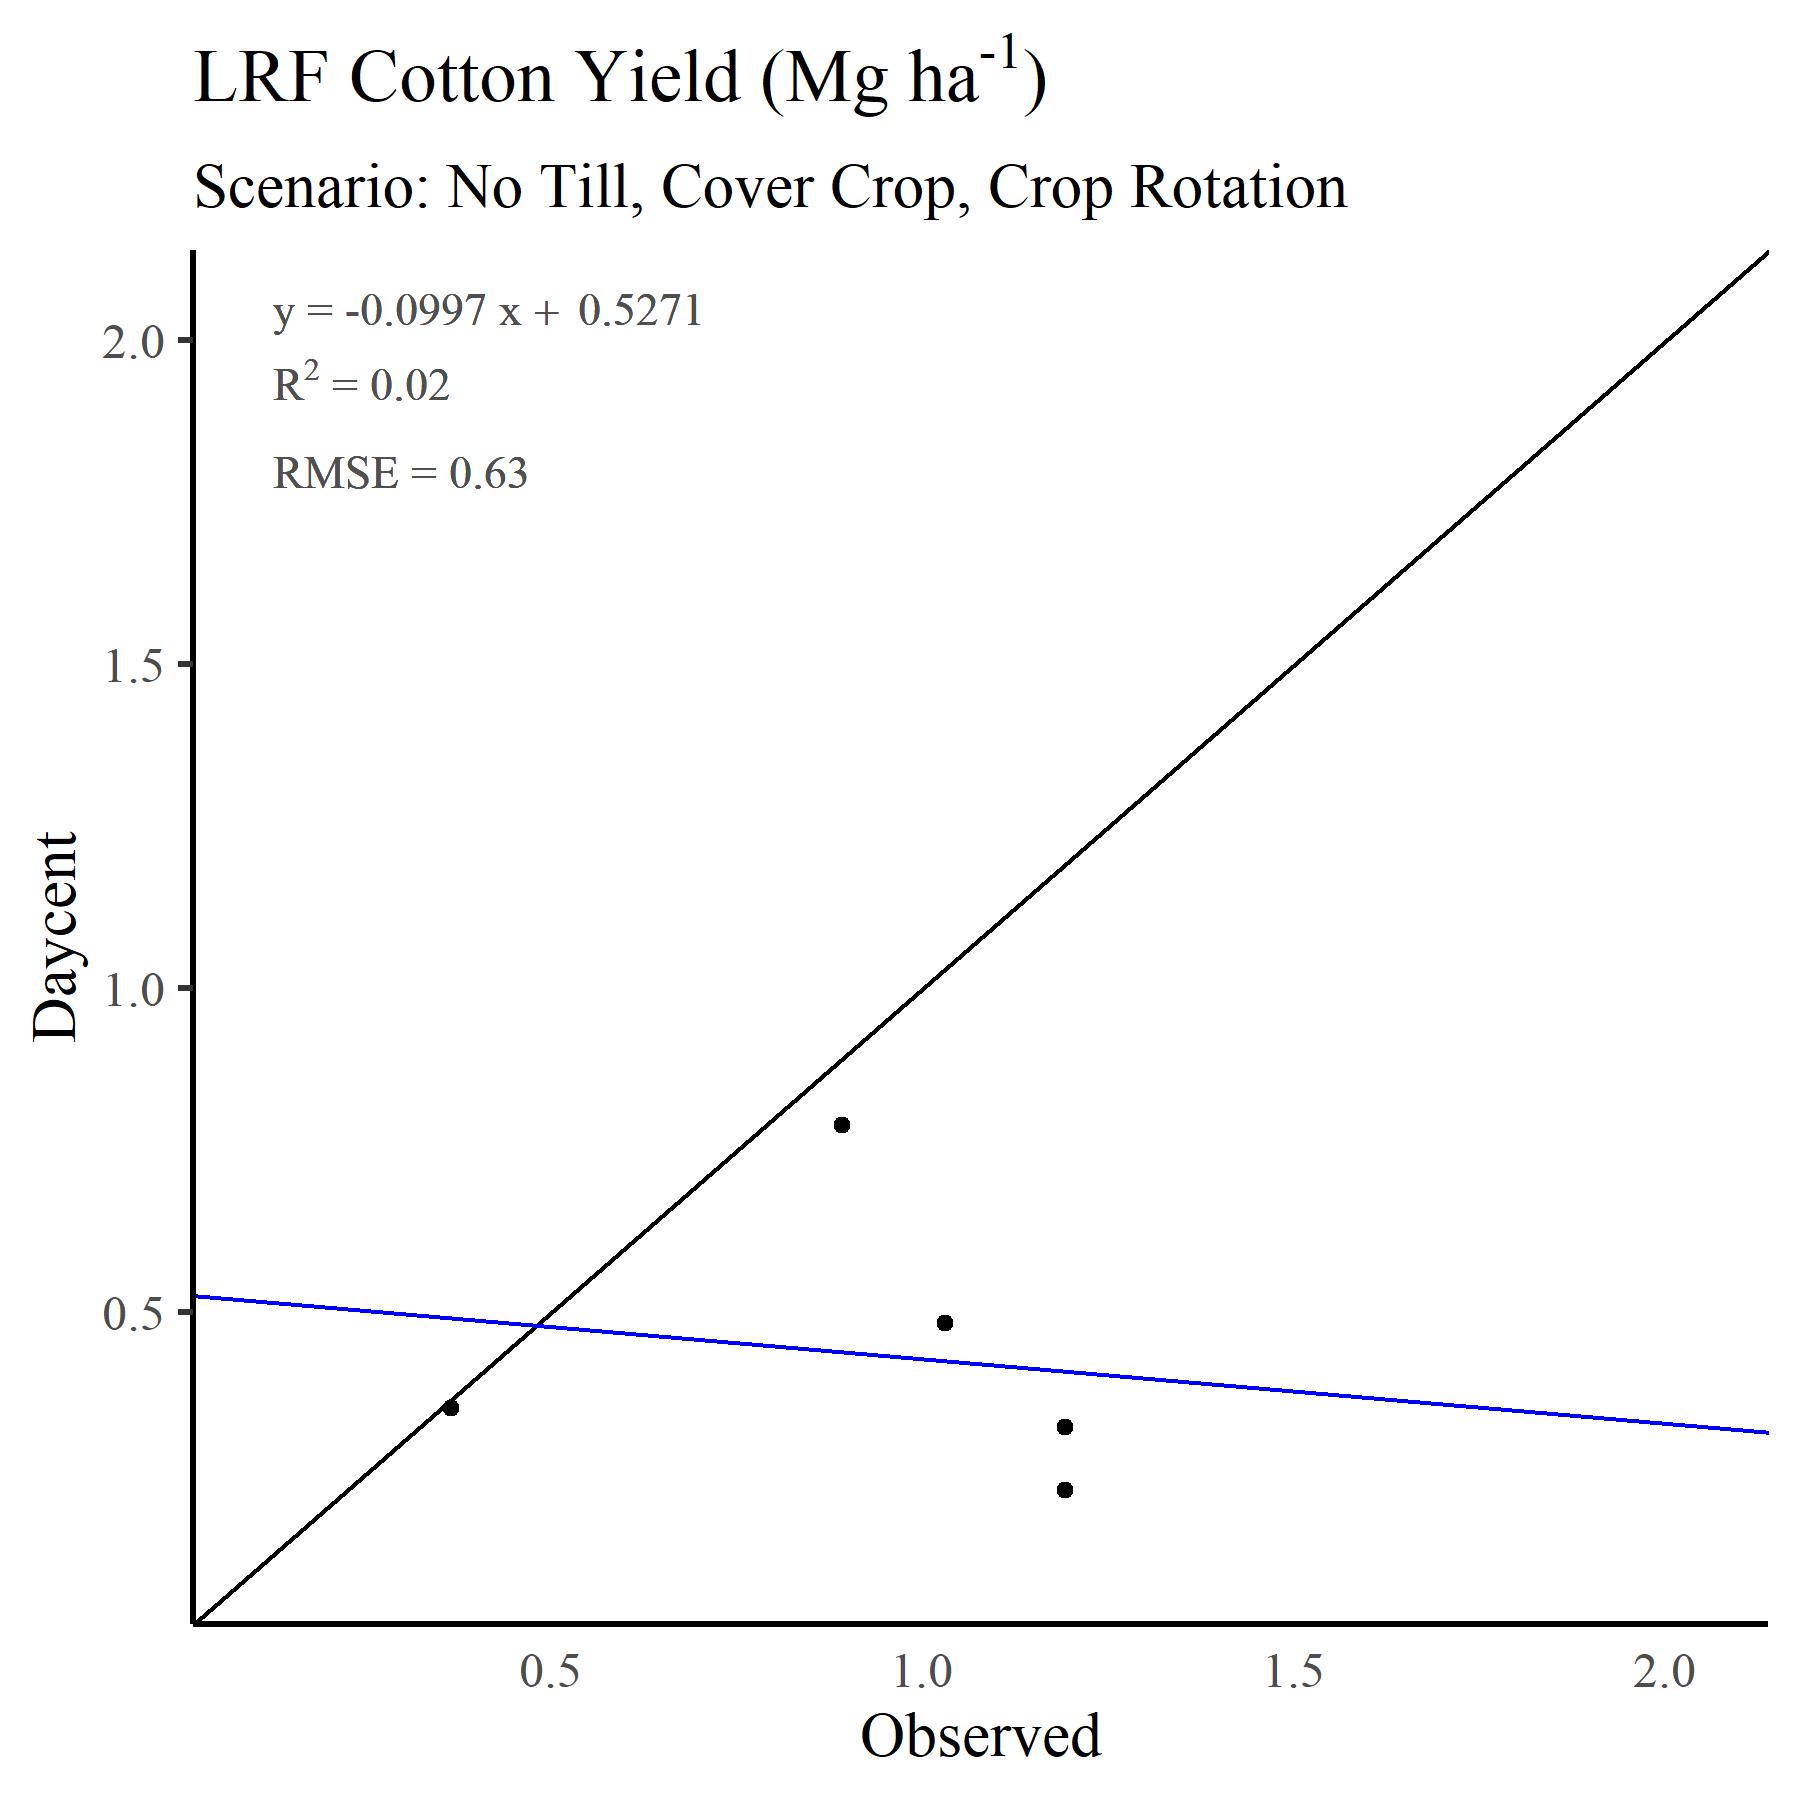 LRF Cotton Yield (Mg ha⁻¹)
Scenario: No Till, Cover Crop, Crop Rotation
y = -0.0997 x + 0.5271
R² = 0.02
RMSE = 0.63
2.0
1.5
1.0
0.5
Daycent
0.5 1.0 1.5 2.0
Observed